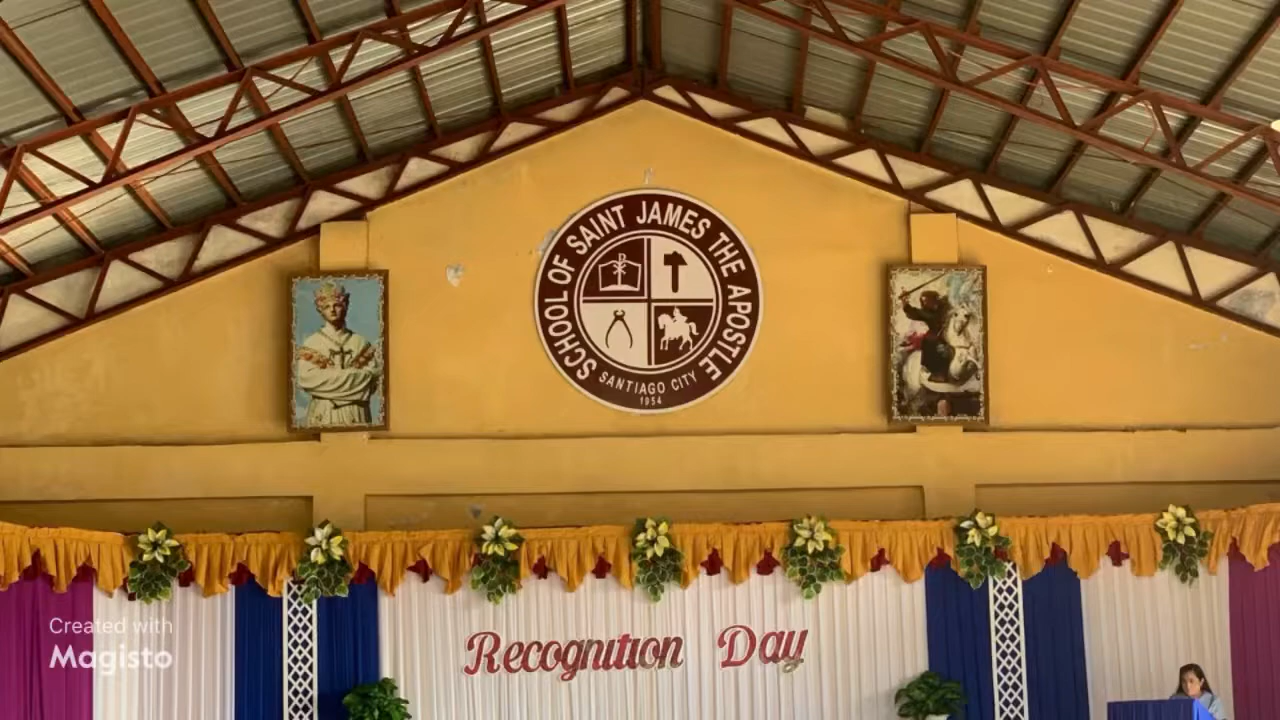 SCHOOL OF SAINT JAMES THE APOSTLE
SANTIAGO CITY
1954
Recognition Day
Created with
Magisto